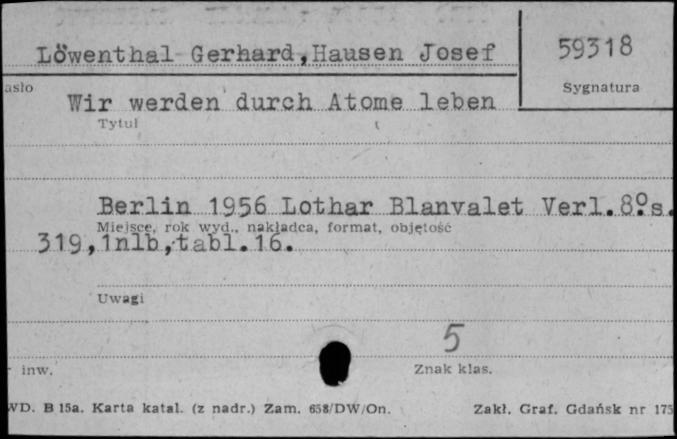 Löwenthal Gerhard, Hausen Josef
59318
asło
Sygnatura
Wir werden durch Atome leben
Tytuł
Berlin 1956 Lothar Blanvalet Verl. 8° s.
Miejsce, rok wyd., nakładca, format, objętość
319, 1nlb, tabl. 16.
Uwagi
5
inw.
Znak klas.
WD. B 15a. Karta katal. (z nadr.) Zam. 658/DW/On.
Zakł. Graf. Gdańsk nr 175